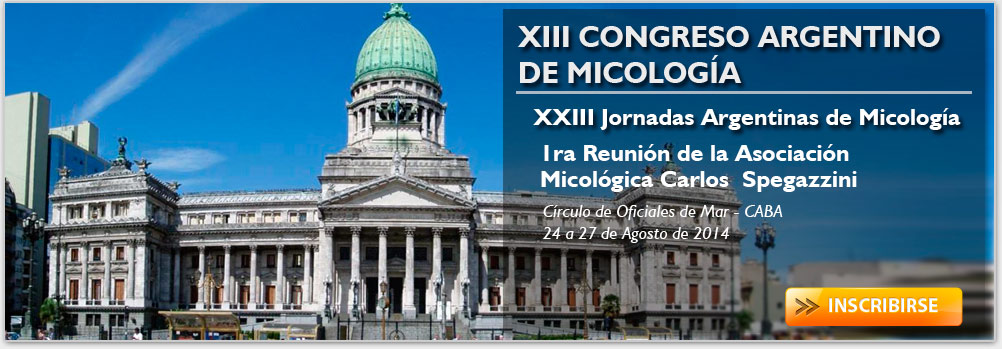 XIII CONGRESO ARGENTINO
DE MICOLOGÍA
XXIII Jornadas Argentinas de Micología
1ra Reunión de la Asociación
Micológica Carlos Spegazzini
Círculo de Oficiales de Mar - CABA
24 a 27 de Agosto de 2014
INSCRIBIRSE